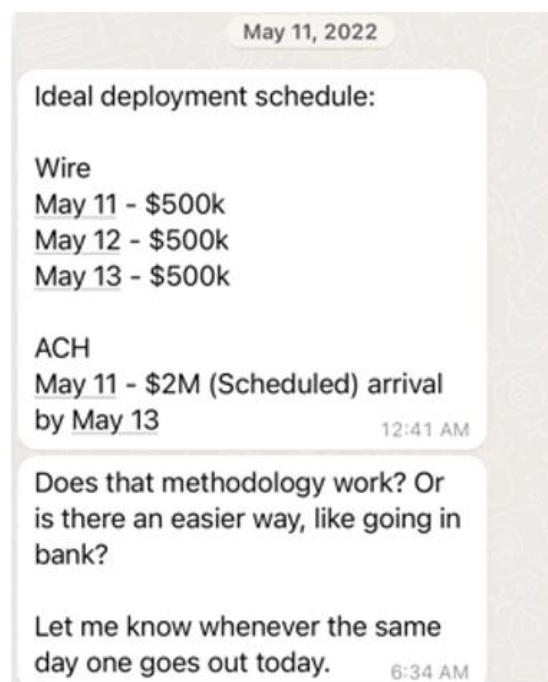 May 11, 2022
Ideal deployment schedule:
Wire
May 11 - $500k
May 12 - $500k
May 13 - $500k
ACH
May 11 - $2M (Scheduled) arrival
by May 13
12:41 AM
Does that methodology work? Or
is there an easier way, like going in
bank?
Let me know whenever the same
day one goes out today.
6:34 AM